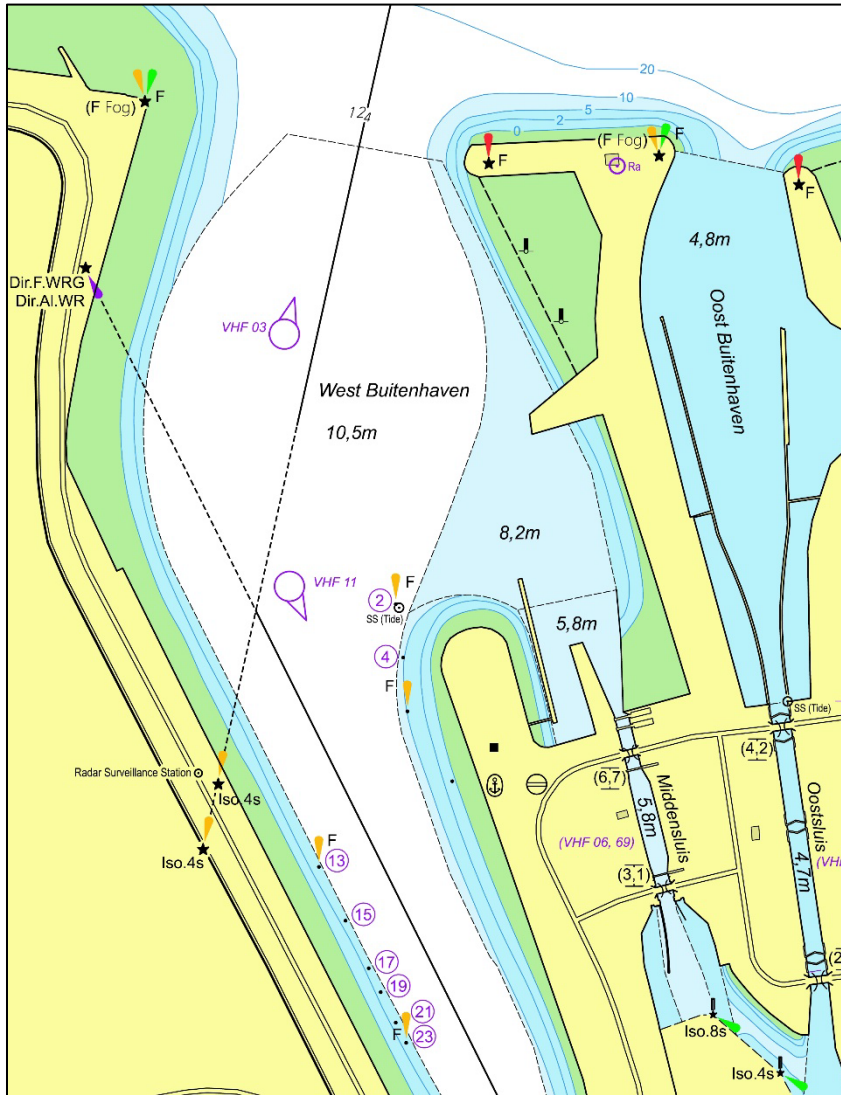 20
10
5
2
0
F
(F Fog)
12₄
F
(F Fog)
F
Ra
F
4,8m
Dir.F.WRG
Dir.Al.WR
VHF 03
Oost Buitenhaven
West Buitenhaven
10,5m
8,2m
VHF 11
F
2
SS (Tide)
5,8m
4
F
SS (Tide)
(4,2)
Radar Surveillance Station
Iso.4s
(6,7)
5,8m
Middensluis
Oostsluis
(VHF 06, 69)
4,7m
(VH
Iso.4s
F
13
(3,1)
15
17
19
(2
21
F
23
Iso.8s
Iso.4s